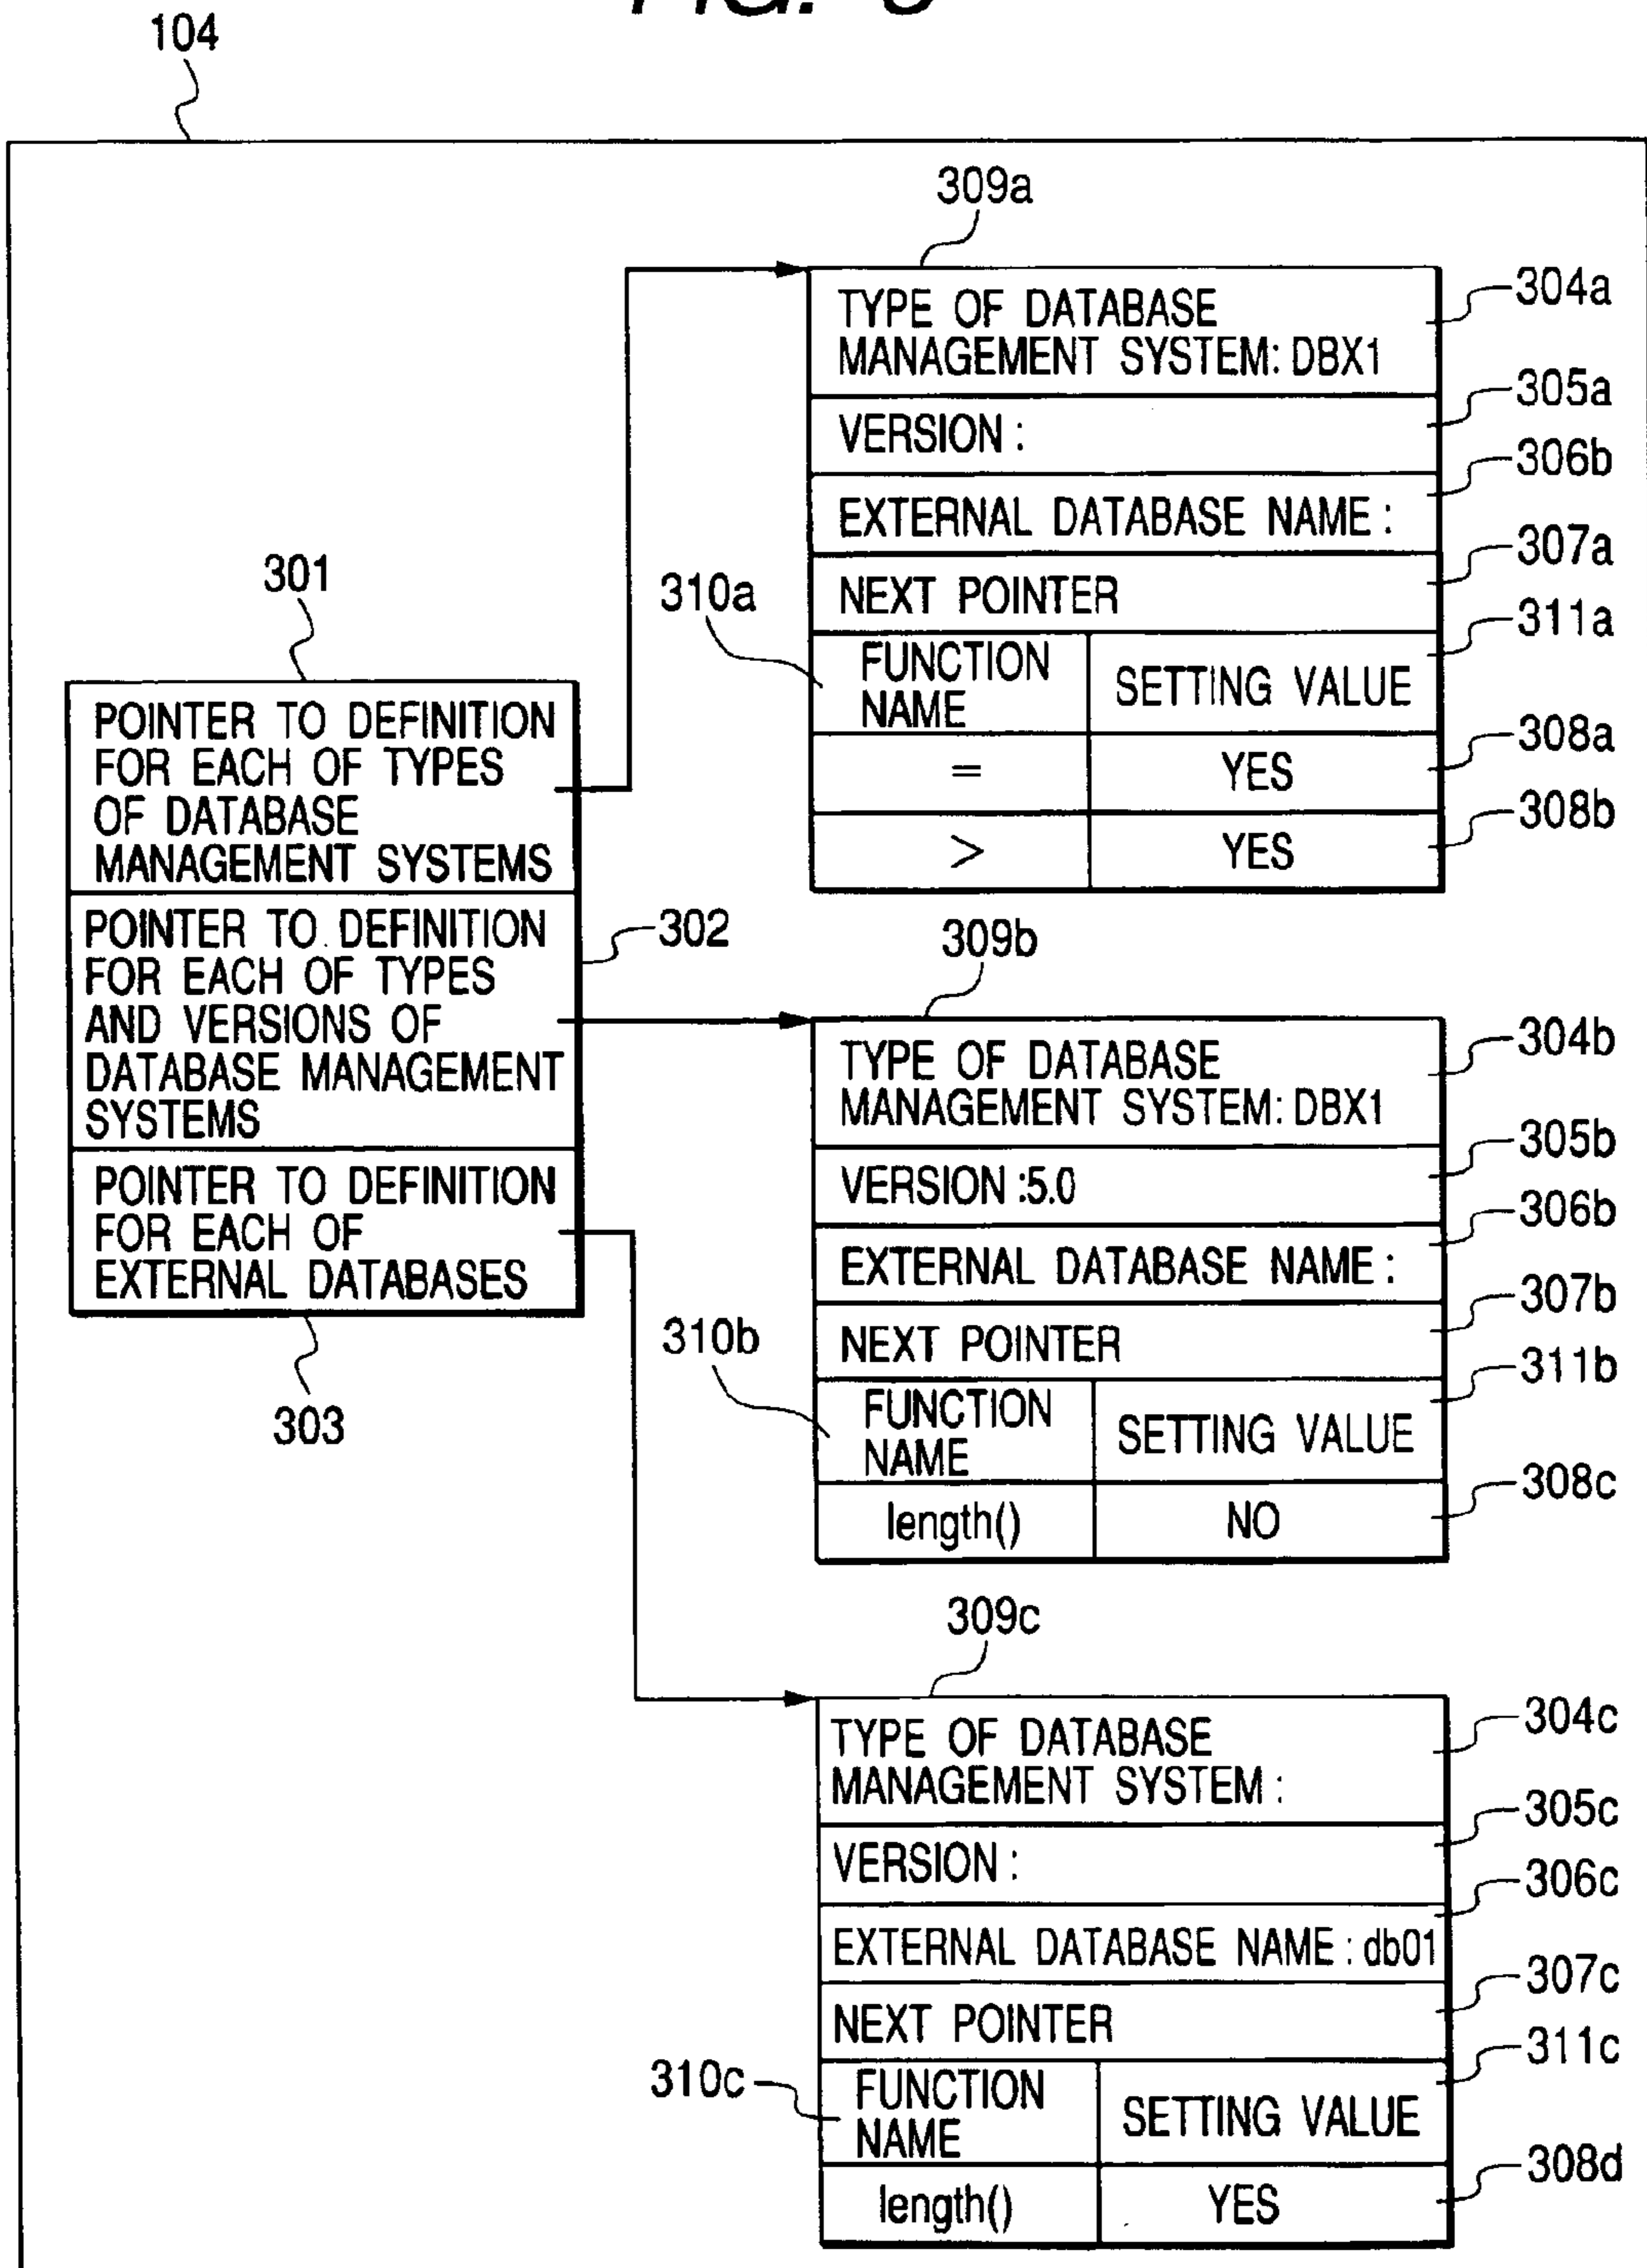 104
309a
TYPE OF DATABASE
MANAGEMENT SYSTEM: DBX1
304a
VERSION :
305a
EXTERNAL DATABASE NAME :
306b
NEXT POINTER
307a
310a
FUNCTION
NAME
SETTING VALUE
311a
= YES
308a
> YES
308b
301
POINTER TO DEFINITION
FOR EACH OF TYPES
OF DATABASE
MANAGEMENT SYSTEMS
POINTER TO DEFINITION
FOR EACH OF TYPES
AND VERSIONS OF
DATABASE MANAGEMENT
SYSTEMS
302
POINTER TO DEFINITION
FOR EACH OF
EXTERNAL DATABASES
303
309b
TYPE OF DATABASE
MANAGEMENT SYSTEM: DBX1
304b
VERSION :5.0
305b
EXTERNAL DATABASE NAME :
306b
NEXT POINTER
307b
310b
FUNCTION
NAME
SETTING VALUE
311b
length() NO
308c
309c
TYPE OF DATABASE
MANAGEMENT SYSTEM :
304c
VERSION :
305c
EXTERNAL DATABASE NAME : db01
306c
NEXT POINTER
307c
310c
FUNCTION
NAME
SETTING VALUE
311c
length() YES
308d